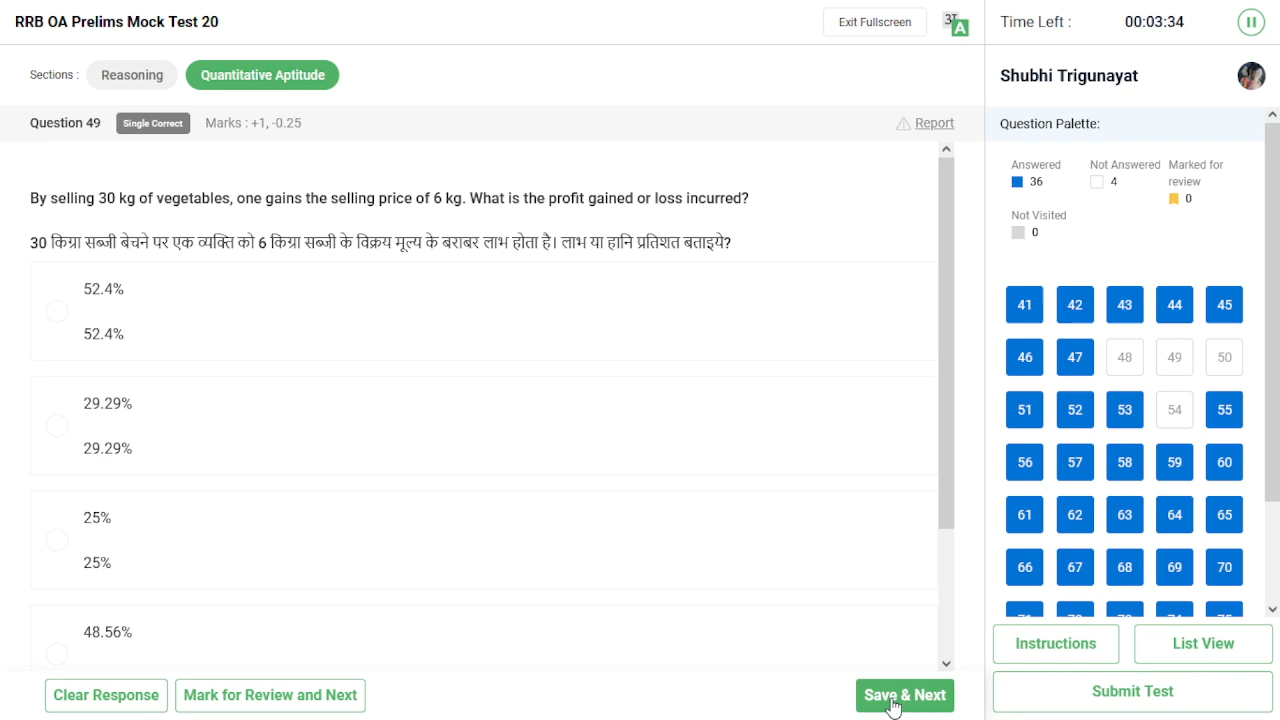 RRB OA Prelims Mock Test 20
Exit Fullscreen
Time Left :
00:03:34
Sections :
Reasoning
Quantitative Aptitude
Shubhi Trigunayat
Question 49
Single Correct
Marks : +1, -0.25
Report
Question Palette:
Answered
36
Not Answered
4
Marked for
review
0
Not Visited
0
By selling 30 kg of vegetables, one gains the selling price of 6 kg. What is the profit gained or loss incurred?
30 किग्रा सब्जी बेचने पर एक व्यक्ति को 6 किग्रा सब्जी के विक्रय मूल्य के बराबर लाभ होता है। लाभ या हानि प्रतिशत बताइये?
52.4%
52.4%
29.29%
29.29%
25%
25%
48.56%
41 42 43 44 45
46 47 48 49 50
51 52 53 54 55
56 57 58 59 60
61 62 63 64 65
66 67 68 69 70
Instructions
List View
Clear Response
Mark for Review and Next
Save & Next
Submit Test